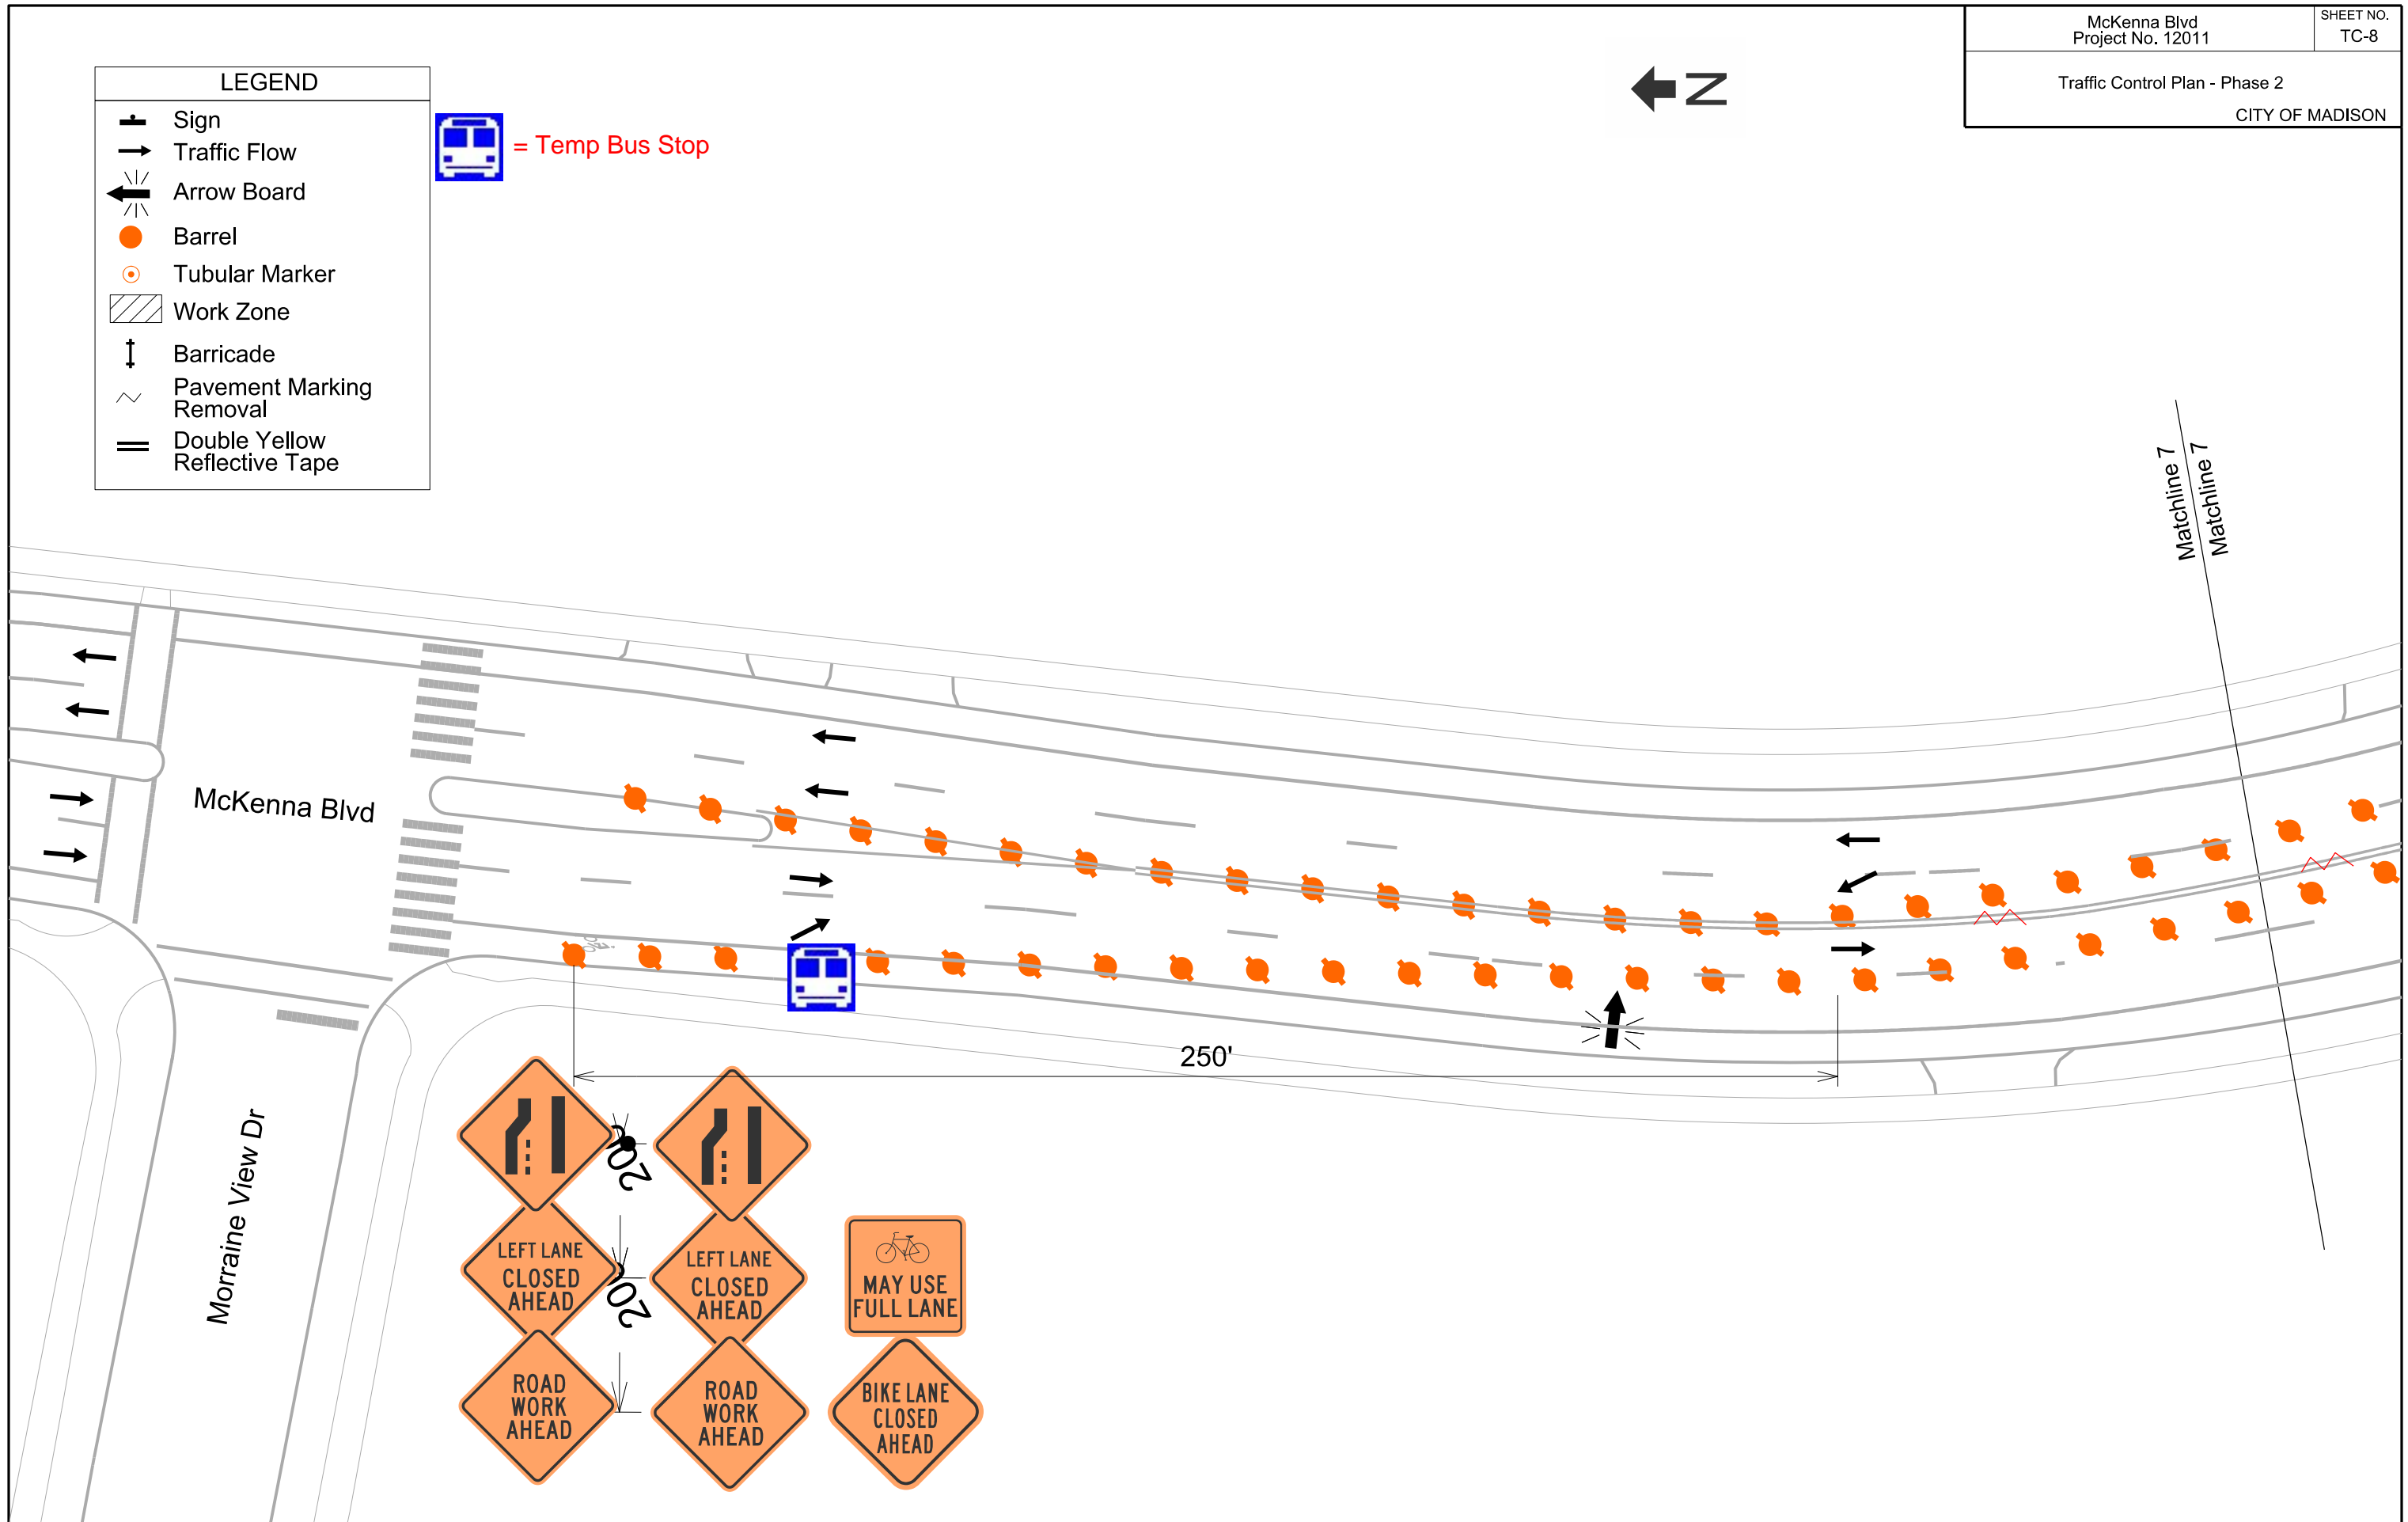 McKenna Blvd
Project No. 12011
SHEET NO.
TC-8
Traffic Control Plan - Phase 2
CITY OF MADISON
LEGEND
Sign
Traffic Flow
Arrow Board
Barrel
Tubular Marker
Work Zone
Barricade
Pavement Marking
Removal
Double Yellow
Reflective Tape
= Temp Bus Stop
N
Matchline 7
Matchline 7
McKenna Blvd
Morraine View Dr
250'
LEFT LANE
CLOSED
AHEAD
ROAD
WORK
AHEAD
LEFT LANE
CLOSED
AHEAD
ROAD
WORK
AHEAD
MAY USE
FULL LANE
BIKE LANE
CLOSED
AHEAD